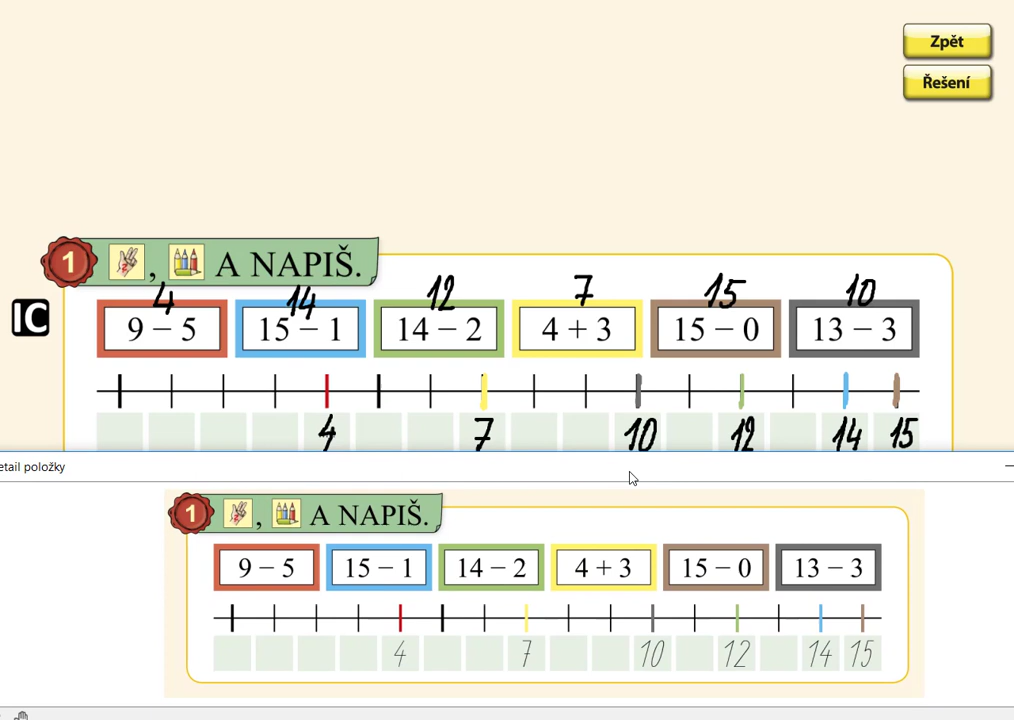 Zpět
Řešení
1 , A NAPIŠ.
4 14 12 7 15 10
IC
9 − 5 15 − 1 14 − 2 4 + 3 15 − 0 13 − 3
4 7 10 12 14 15
etail položky
1 , A NAPIŠ.
9 − 5 15 − 1 14 − 2 4 + 3 15 − 0 13 − 3
4 7 10 12 14 15